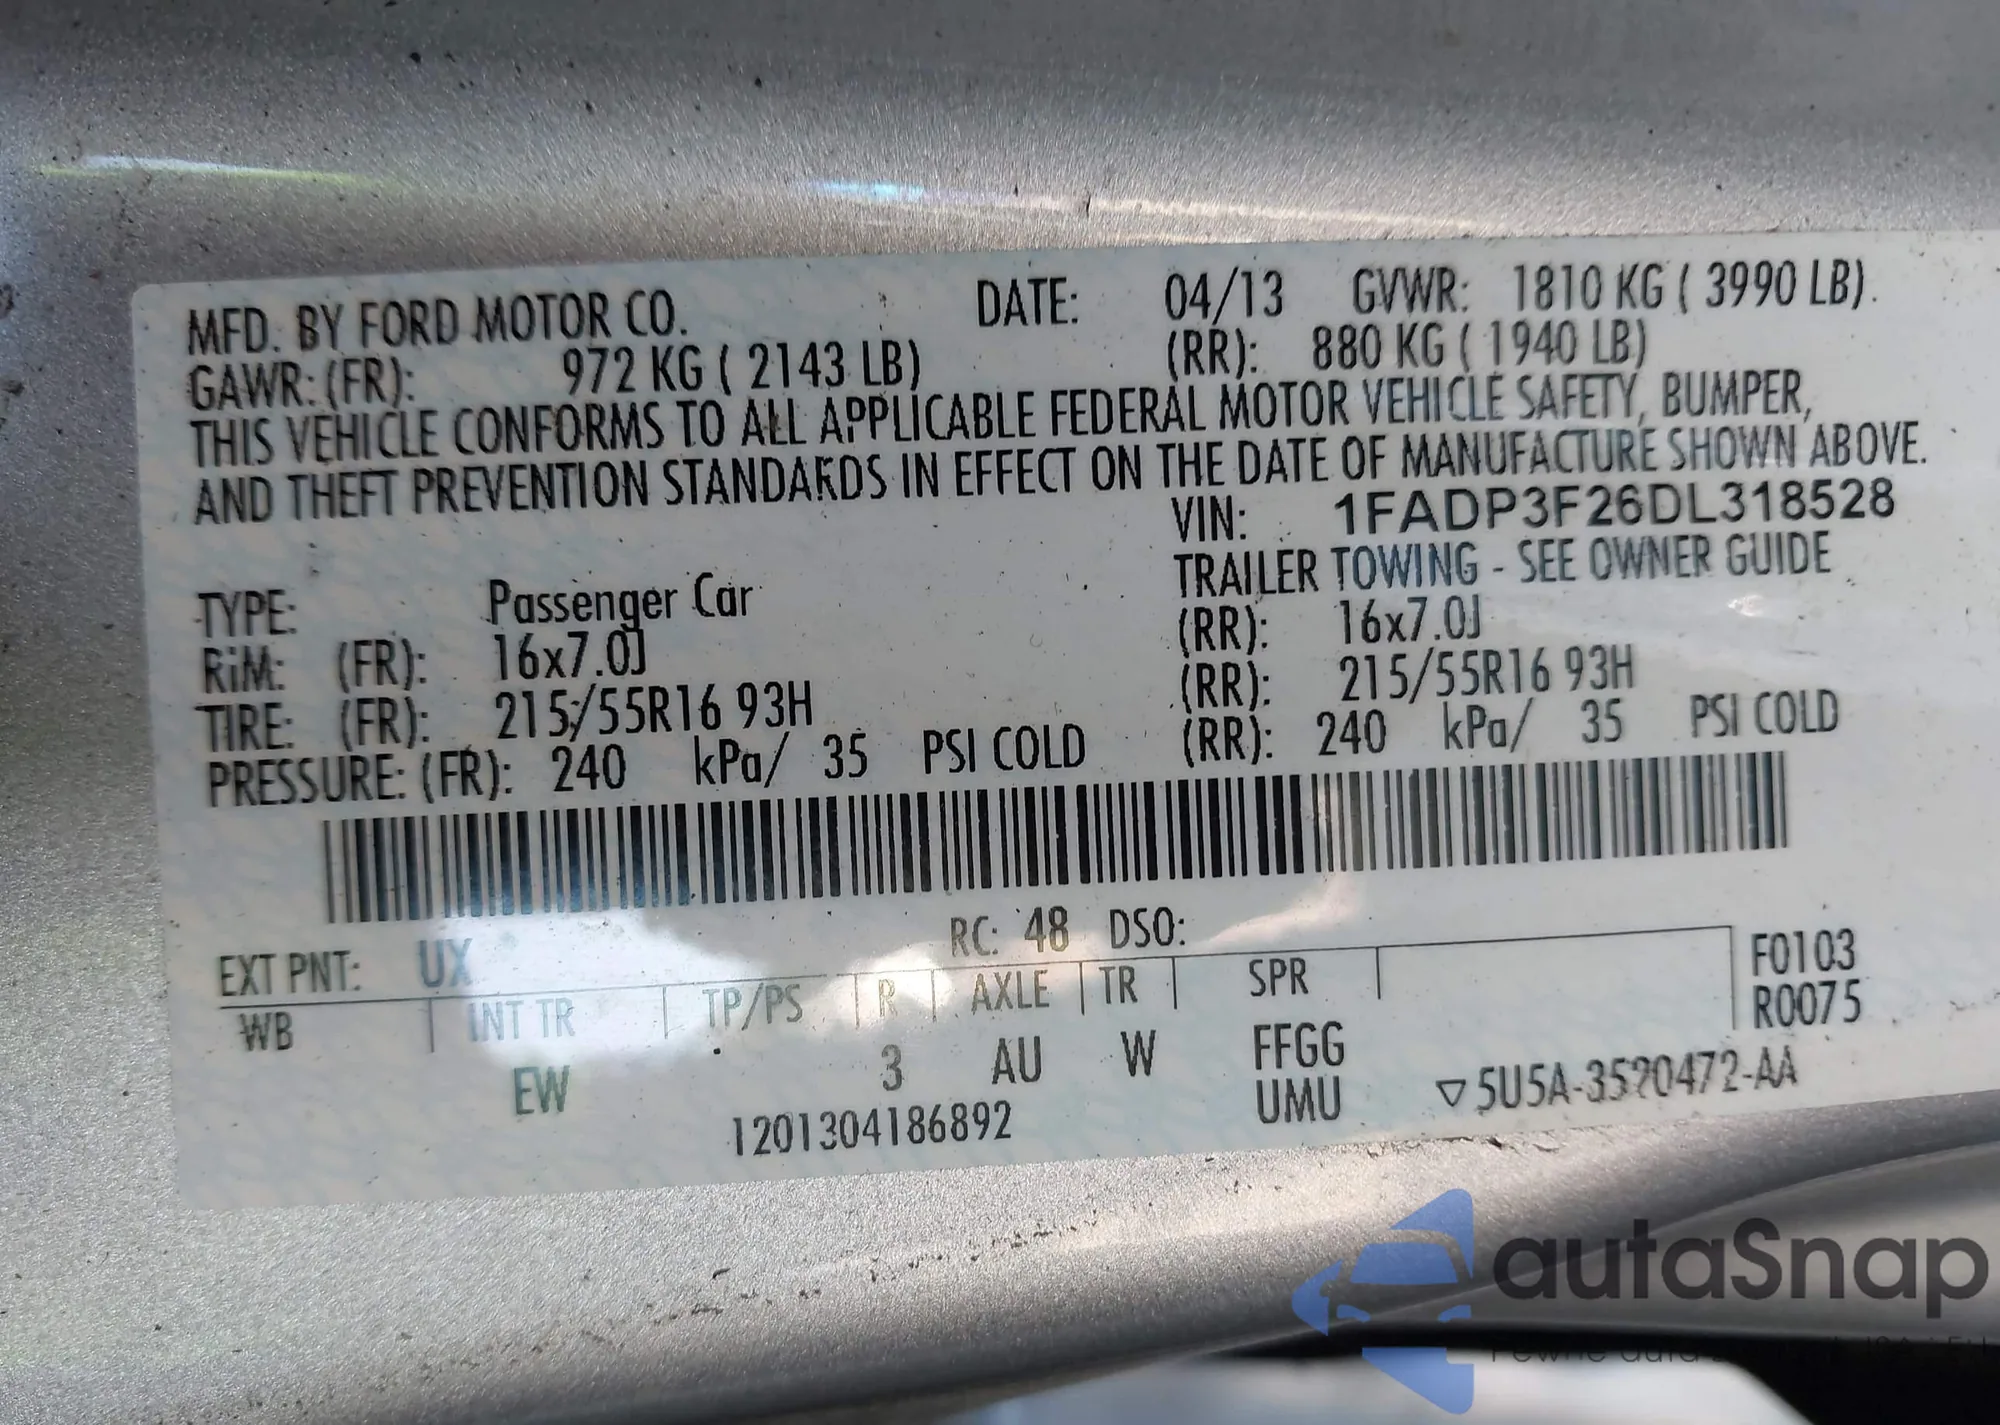 MFD. BY FORD MOTOR CO. DATE: 04/13 GVWR: 1810 KG ( 3990 LB).
GAWR: (FR): 972 KG ( 2143 LB) (RR): 880 KG ( 1940 LB)
THIS VEHICLE CONFORMS TO ALL APPLICABLE FEDERAL MOTOR VEHICLE SAFETY, BUMPER,
AND THEFT PREVENTION STANDARDS IN EFFECT ON THE DATE OF MANUFACTURE SHOWN ABOVE.
VIN: 1FADP3F26DL318528
TRAILER TOWING - SEE OWNER GUIDE
TYPE: Passenger Car
RiM: (FR): 16x7.0J (RR): 16x7.0J
TIRE: (FR): 215/55R16 93H (RR): 215/55R16 93H
PRESSURE: (FR): 240 kPa/ 35 PSI COLD (RR): 240 kPa/ 35 PSI COLD
EXT PNT: UX RC: 48 DSO:
WB INT TR TP/PS R AXLE TR SPR F0103
R0075
EW 3 AU W FFGG
UMU ▽5U5A-3520472-AA
1201304186892
autaSnap